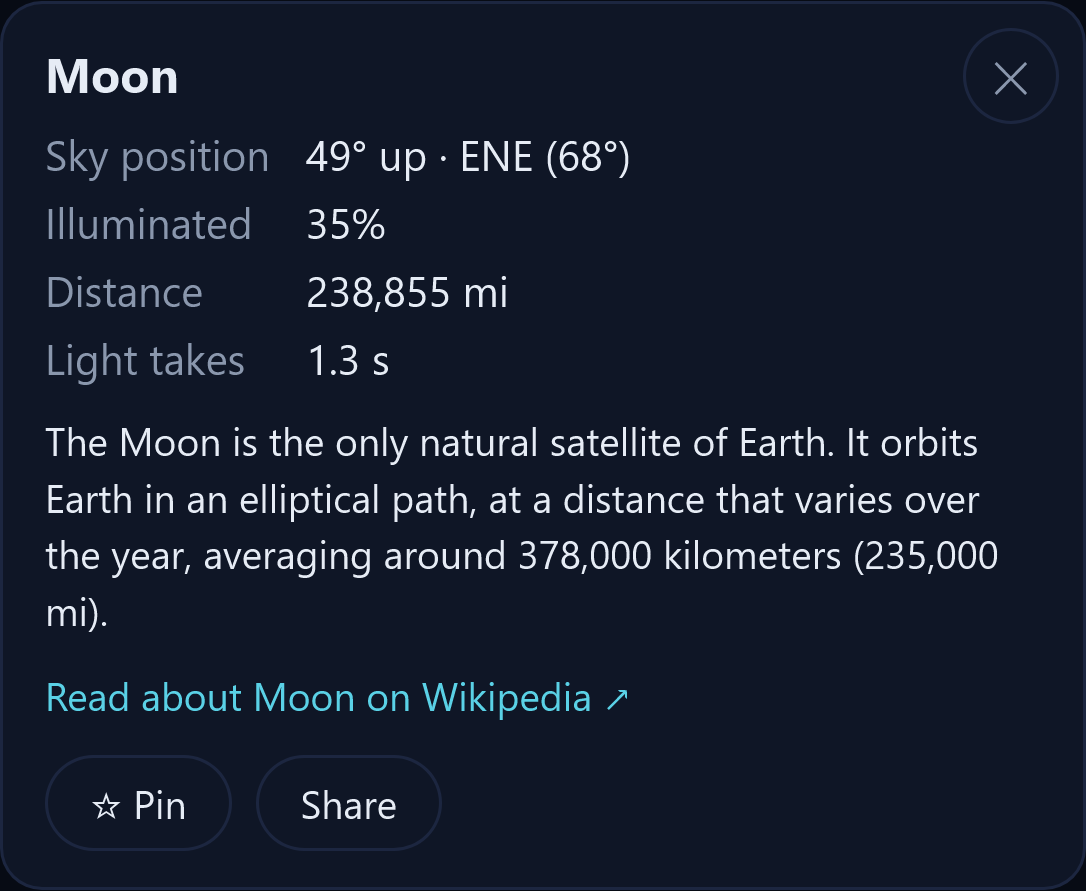 Moon
Sky position 49° up · ENE (68°)
Illuminated 35%
Distance 238,855 mi
Light takes 1.3 s
The Moon is the only natural satellite of Earth. It orbits
Earth in an elliptical path, at a distance that varies over
the year, averaging around 378,000 kilometers (235,000
mi).
Read about Moon on Wikipedia ↗
☆ Pin Share